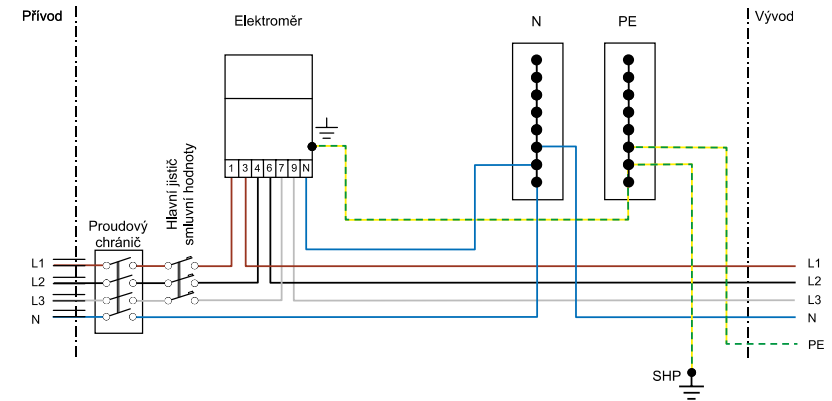 Přívod
Elektroměr
N
PE
Vývod
1 3 4 6 7 9 N
Hlavní jistič
smluvní hodnoty
Proudový
chránič
L1
L2
L3
N
L1
L2
L3
N
PE
SHP